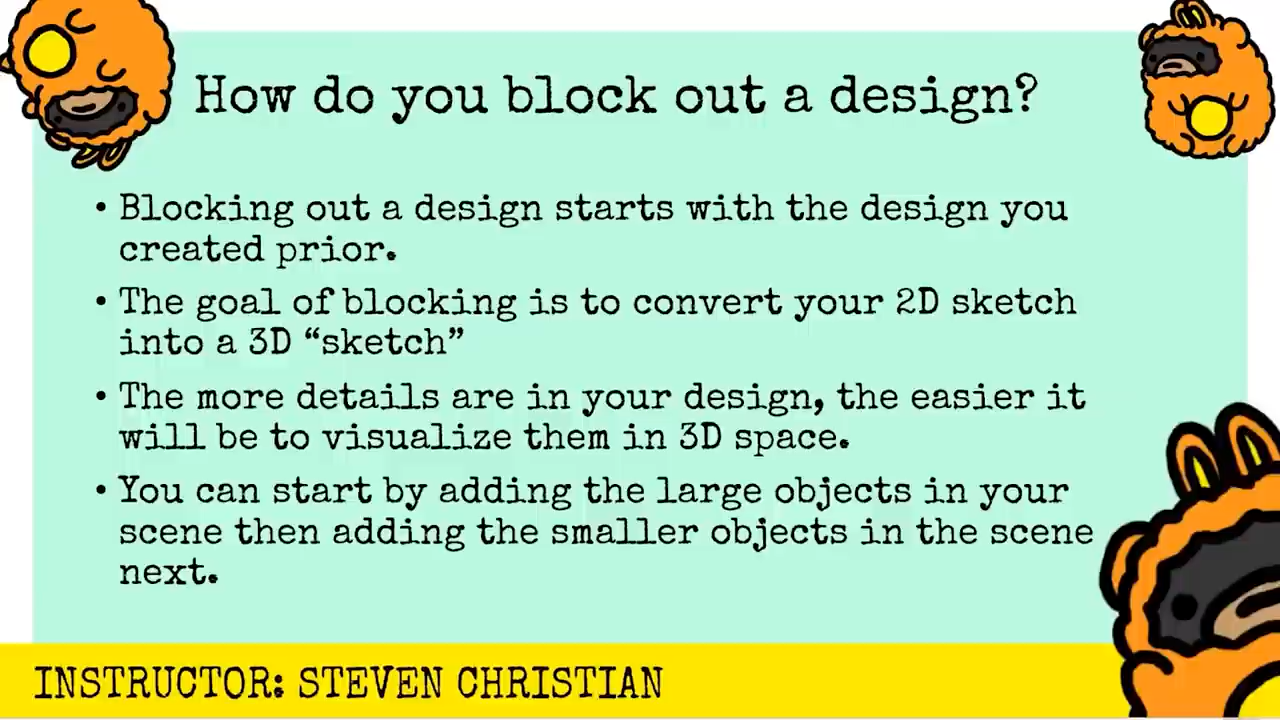 How do you block out a design?
• Blocking out a design starts with the design you
created prior.
• The goal of blocking is to convert your 2D sketch
into a 3D “sketch”
• The more details are in your design, the easier it
will be to visualize them in 3D space.
• You can start by adding the large objects in your
scene then adding the smaller objects in the scene
next.
INSTRUCTOR: STEVEN CHRISTIAN